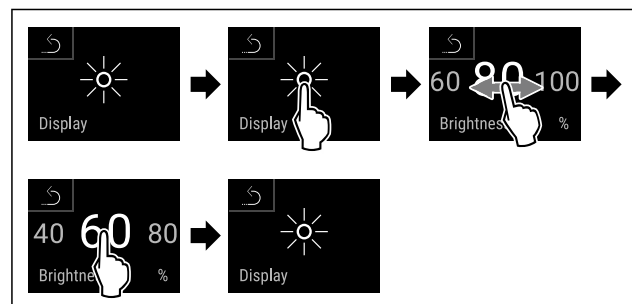 Display
Display
60 80 100
Brightnes %
40 60 80
Brightne %
Display